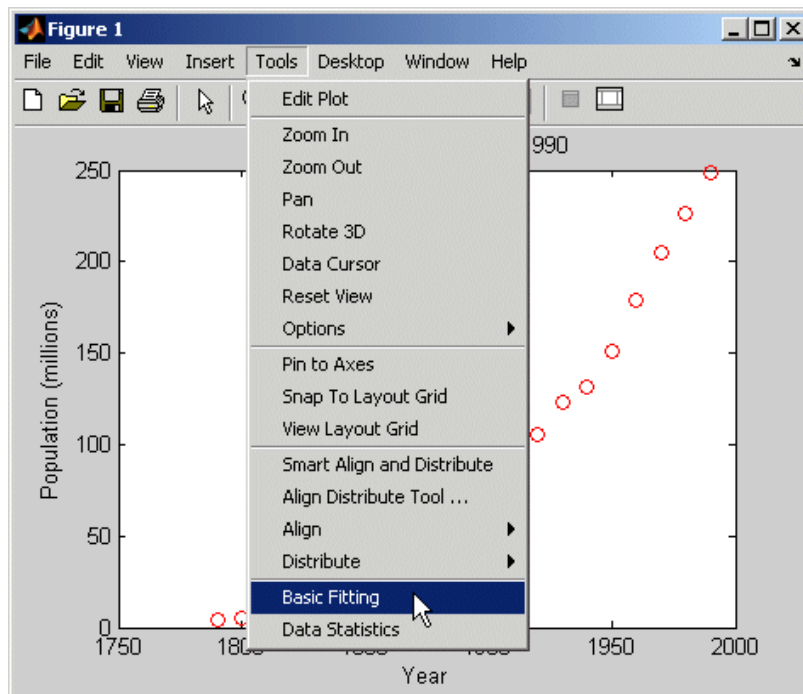 Figure 1
File Edit View Insert Tools Desktop Window Help
Edit Plot
Zoom In
Zoom Out
Pan
Rotate 3D
Data Cursor
Reset View
Options
Pin to Axes
Snap To Layout Grid
View Layout Grid
Smart Align and Distribute
Align Distribute Tool ...
Align
Distribute
Basic Fitting
Data Statistics
990
250
200
150
100
50
0
Population (millions)
1750
1950
2000
Year